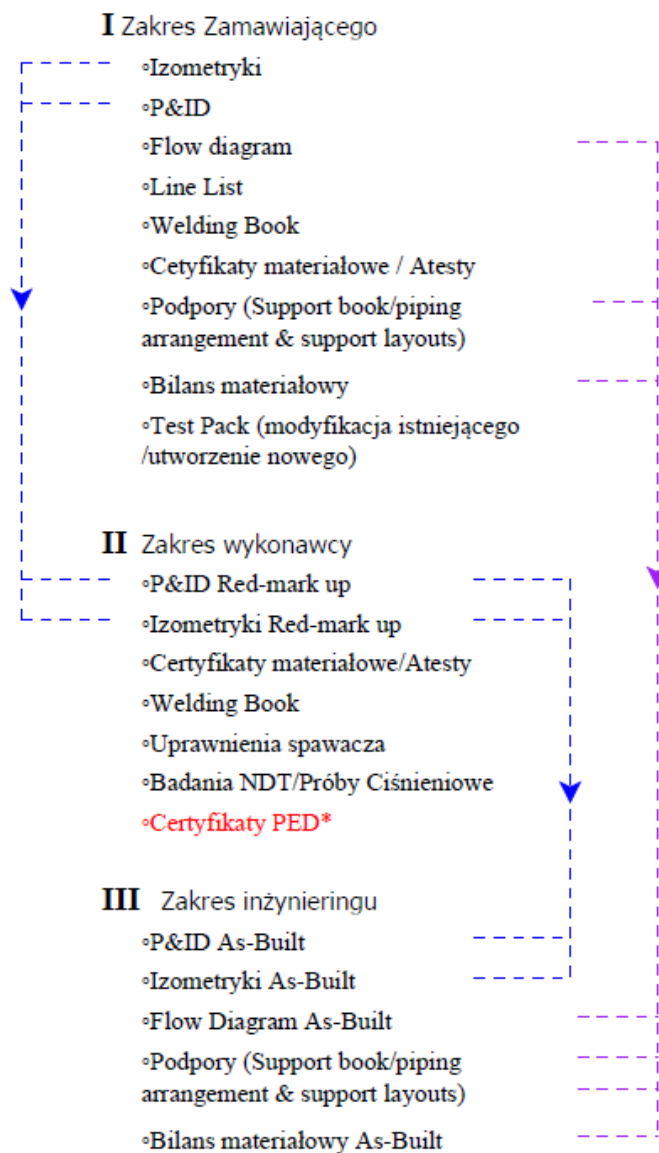 I Zakres Zamawiającego
◦Izometryki
◦P&ID
◦Flow diagram
◦Line List
◦Welding Book
◦Cetyfikaty materiałowe / Atesty
◦Podpory (Support book/piping
arrangement & support layouts)
◦Bilans materiałowy
◦Test Pack (modyfikacja istniejącego
/utworzenie nowego)
II Zakres wykonawcy
◦P&ID Red-mark up
◦Izometryki Red-mark up
◦Certyfikaty materiałowe/Atesty
◦Welding Book
◦Uprawnienia spawacza
◦Badania NDT/Próby Ciśnieniowe
◦Certyfikaty PED*
III Zakres inżynieringu
◦P&ID As-Built
◦Izometryki As-Built
◦Flow Diagram As-Built
◦Podpory (Support book/piping
arrangement & support layouts)
◦Bilans materiałowy As-Built